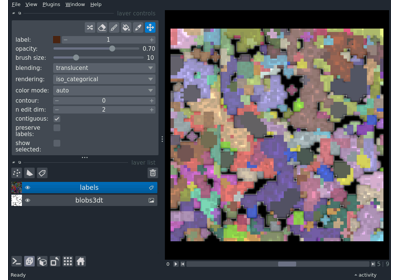 File View Plugins Window Help
layer controls
label: 1
opacity: 0.70
brush size: 10
blending: translucent
rendering: iso_categorical
color mode: auto
contour: 0
n edit dim: 2
contiguous:
preserve
labels:
show
selected:
layer list
labels
blobs3dt
Ready
activity